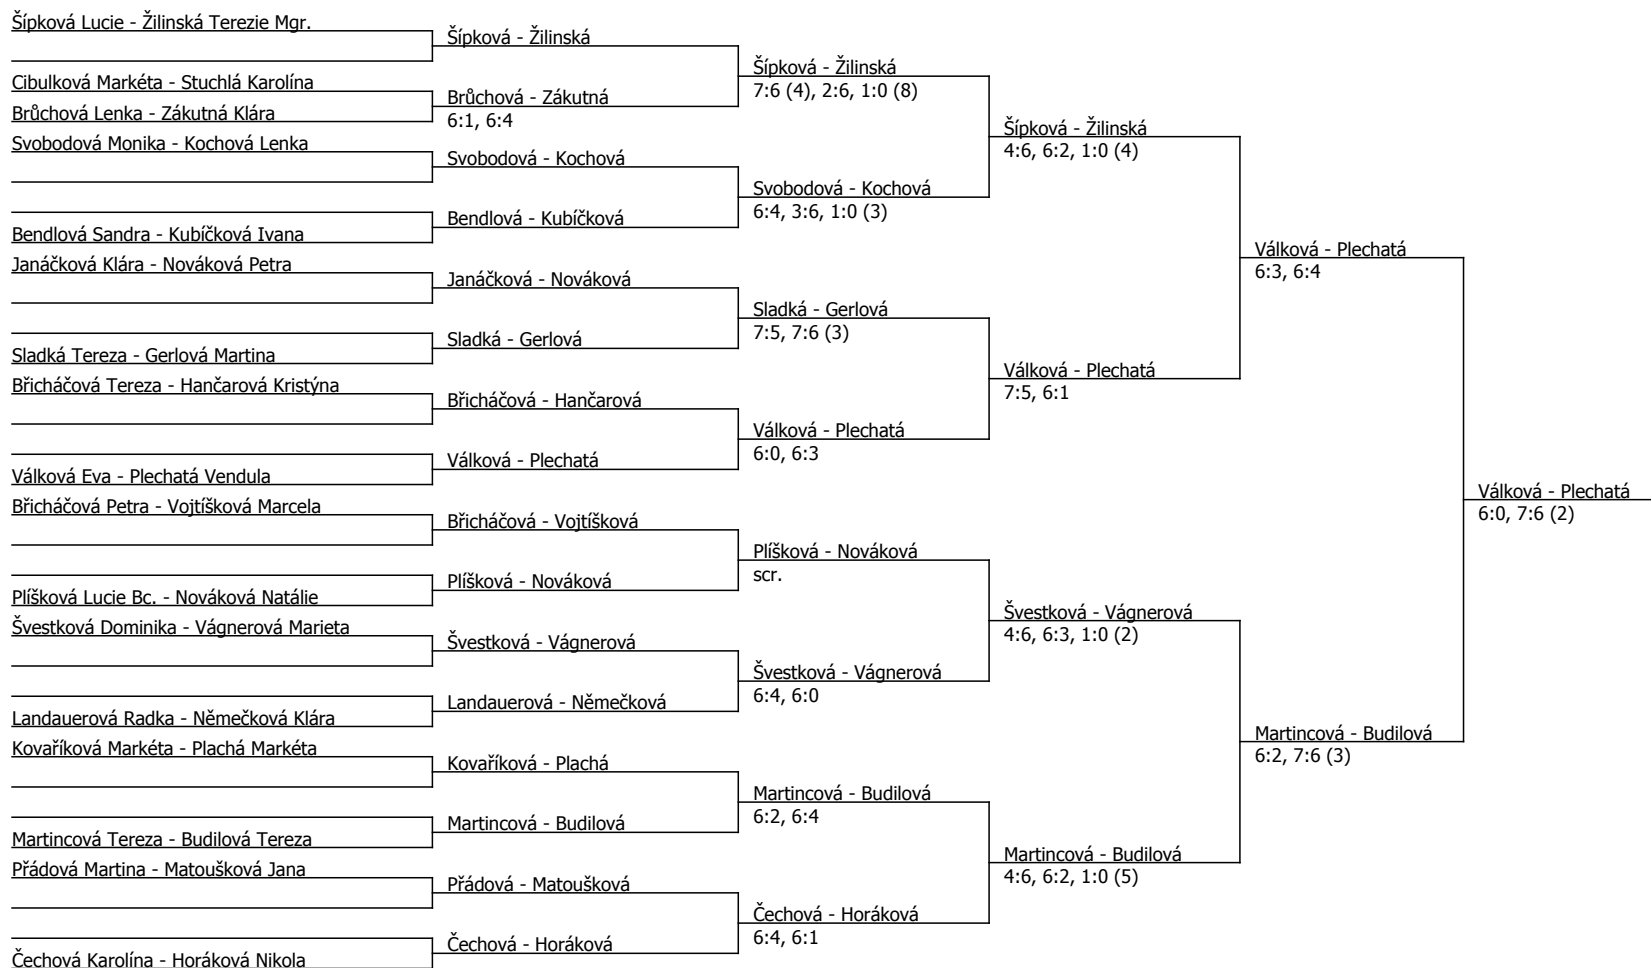 Šípková Lucie - Žilinská Terezie Mgr.
Cibulková Markéta - Stuchlá Karolína
Brůchová Lenka - Zákutná Klára
Svobodová Monika - Kochová Lenka
Bendlová Sandra - Kubíčková Ivana
Janáčková Klára - Nováková Petra
Sladká Tereza - Gerlová Martina
Břicháčová Tereza - Hančarová Kristýna
Válková Eva - Plechatá Vendula
Břicháčová Petra - Vojtíšková Marcela
Plíšková Lucie Bc. - Nováková Natálie
Švestková Dominika - Vágnerová Marieta
Landauerová Radka - Němečková Klára
Kovaříková Markéta - Plachá Markéta
Martincová Tereza - Budilová Tereza
Přádová Martina - Matoušková Jana
Čechová Karolína - Horáková Nikola
Šípková - Žilinská
Brůchová - Zákutná
6:1, 6:4
Svobodová - Kochová
Bendlová - Kubíčková
Janáčková - Nováková
Sladká - Gerlová
Břicháčová - Hančarová
Válková - Plechatá
Břicháčová - Vojtíšková
Plíšková - Nováková
Švestková - Vágnerová
Landauerová - Němečková
Kovaříková - Plachá
Martincová - Budilová
Přádová - Matoušková
Čechová - Horáková
Šípková - Žilinská
7:6 (4), 2:6, 1:0 (8)
Svobodová - Kochová
6:4, 3:6, 1:0 (3)
Sladká - Gerlová
7:5, 7:6 (3)
Válková - Plechatá
6:0, 6:3
Plíšková - Nováková
scr.
Švestková - Vágnerová
6:4, 6:0
Martincová - Budilová
6:2, 6:4
Čechová - Horáková
6:4, 6:1
Šípková - Žilinská
4:6, 6:2, 1:0 (4)
Válková - Plechatá
7:5, 6:1
Švestková - Vágnerová
4:6, 6:3, 1:0 (2)
Martincová - Budilová
4:6, 6:2, 1:0 (5)
Válková - Plechatá
6:3, 6:4
Martincová - Budilová
6:2, 7:6 (3)
Válková - Plechatá
6:0, 7:6 (2)